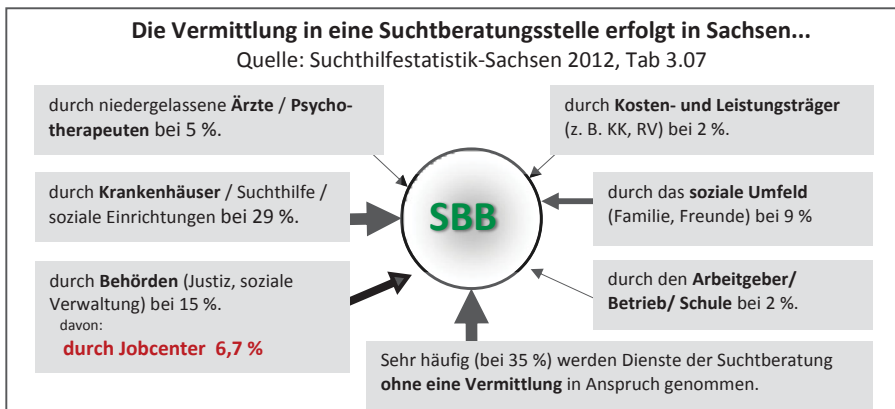 Die Vermittlung in eine Suchtberatungsstelle erfolgt in Sachsen...
Quelle: Suchthilfestatistik-Sachsen 2012, Tab 3.07
durch niedergelassene Ärzte / Psycho-
therapeuten bei 5 %.
durch Kosten- und Leistungsträger
(z. B. KK, RV) bei 2 %.
durch Krankenhäuser / Suchthilfe /
soziale Einrichtungen bei 29 %.
SBB
durch das soziale Umfeld
(Familie, Freunde) bei 9 %
durch Behörden (Justiz, soziale
Verwaltung) bei 15 %.
davon:
durch Jobcenter 6,7 %
durch den Arbeitgeber/
Betrieb/ Schule bei 2 %.
Sehr häufig (bei 35 %) werden Dienste der Suchtberatung
ohne eine Vermittlung in Anspruch genommen.